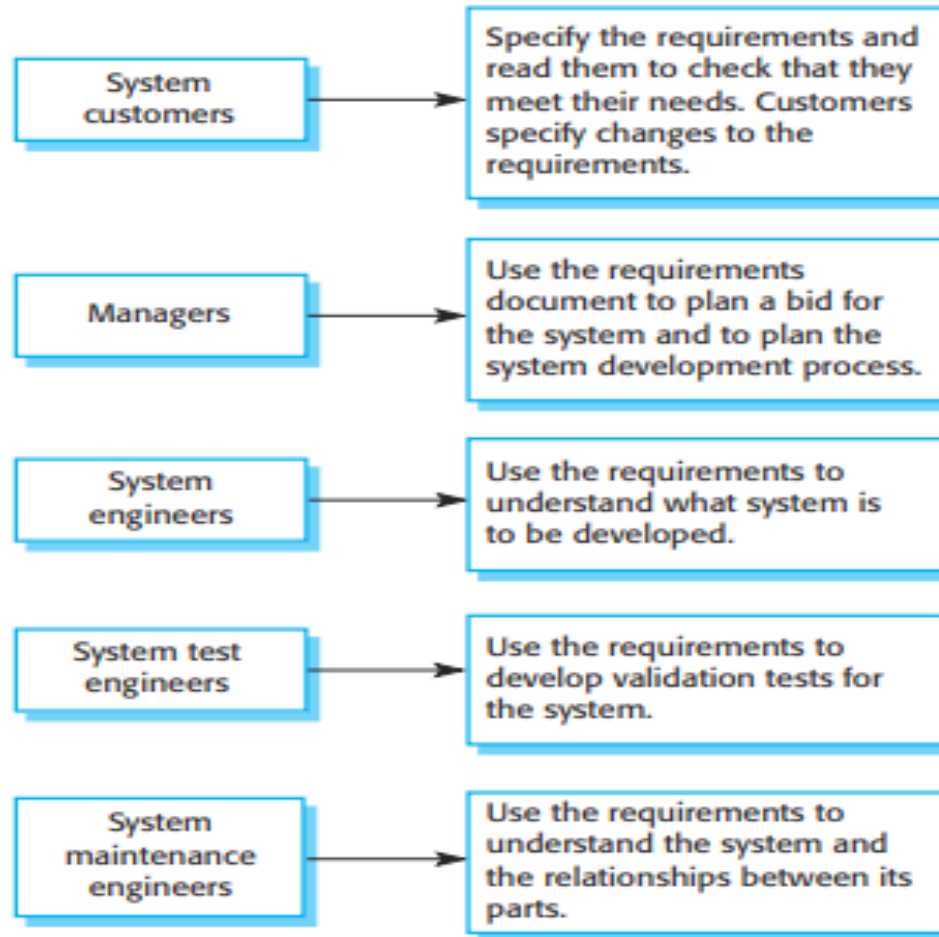 System
customers
Specify the requirements and
read them to check that they
meet their needs. Customers
specify changes to the
requirements.
Managers
Use the requirements
document to plan a bid for
the system and to plan the
system development process.
System
engineers
Use the requirements to
understand what system is
to be developed.
System test
engineers
Use the requirements to
develop validation tests for
the system.
System
maintenance
engineers
Use the requirements to
understand the system and
the relationships between its
parts.